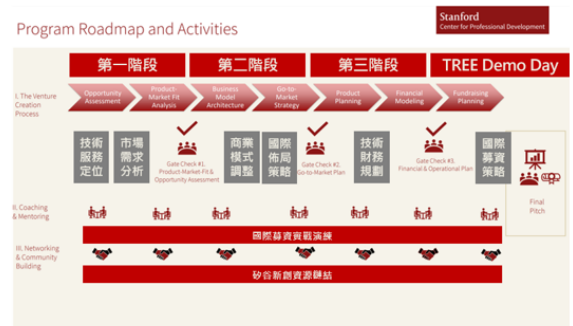 Program Roadmap and Activities
Stanford
Center for Professional Development
第一階段
第二階段
第三階段
TREE Demo Day
I. The Venture
Creation
Process
Opportunity
Assessment
Product-
Market Fit
Analysis
Business
Model
Architecture
Go-to-
Market
Strategy
Product
Planning
Financial
Modeling
Fundraising
Planning
技術
服務
定位
市場
需求
分析
Gate Check #1.
Product-Market-Fit &
Opportunity Assessment
商業
模式
調整
國際
佈局
策略
Gate Check #2.
Go-to-Market Plan
技術
財務
規劃
Gate Check #3.
Financial & Operational Plan
國際
募資
策略
Final
Pitch
II. Coaching
& Mentoring
國際募資實戰演練
III. Networking
& Community
Building
矽谷新創資源鏈結